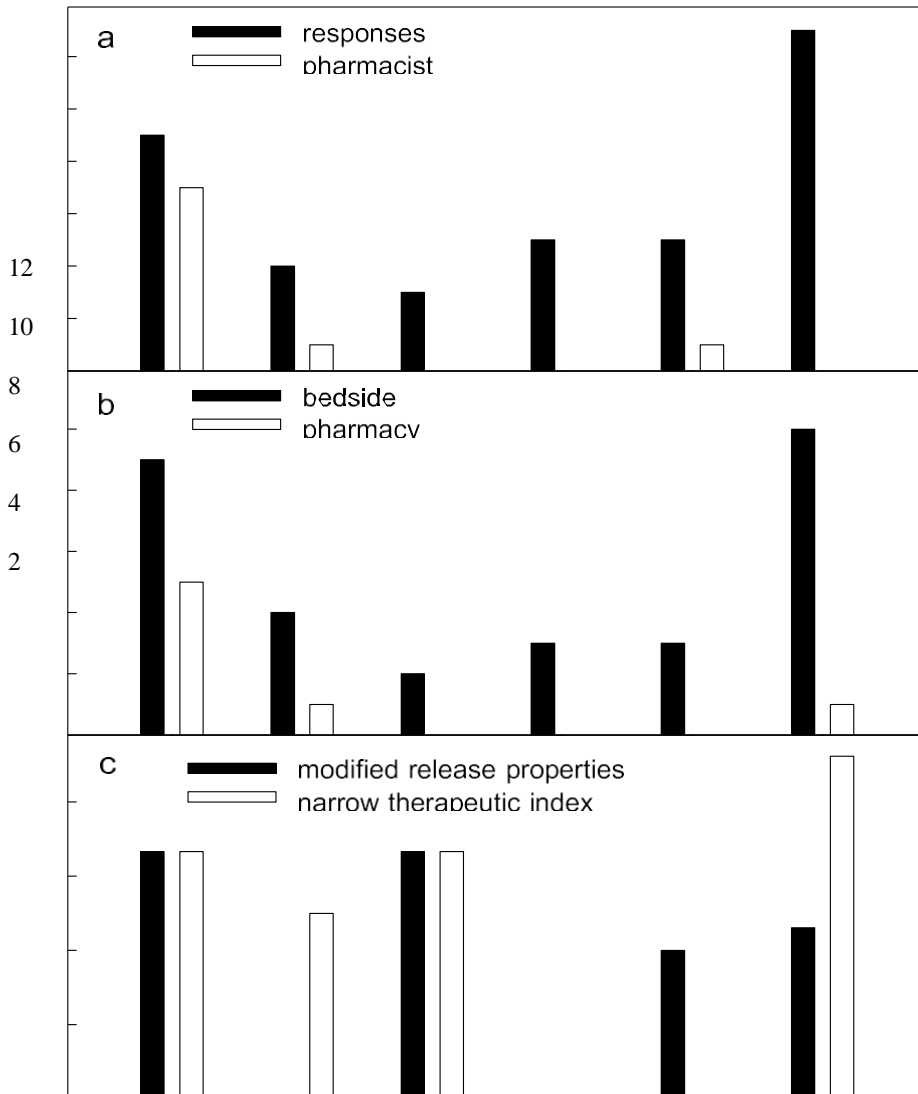 a
responses
pharmacist
12
10
8
b
bedside
pharmacy
6
4
2
c
modified release properties
narrow therapeutic index